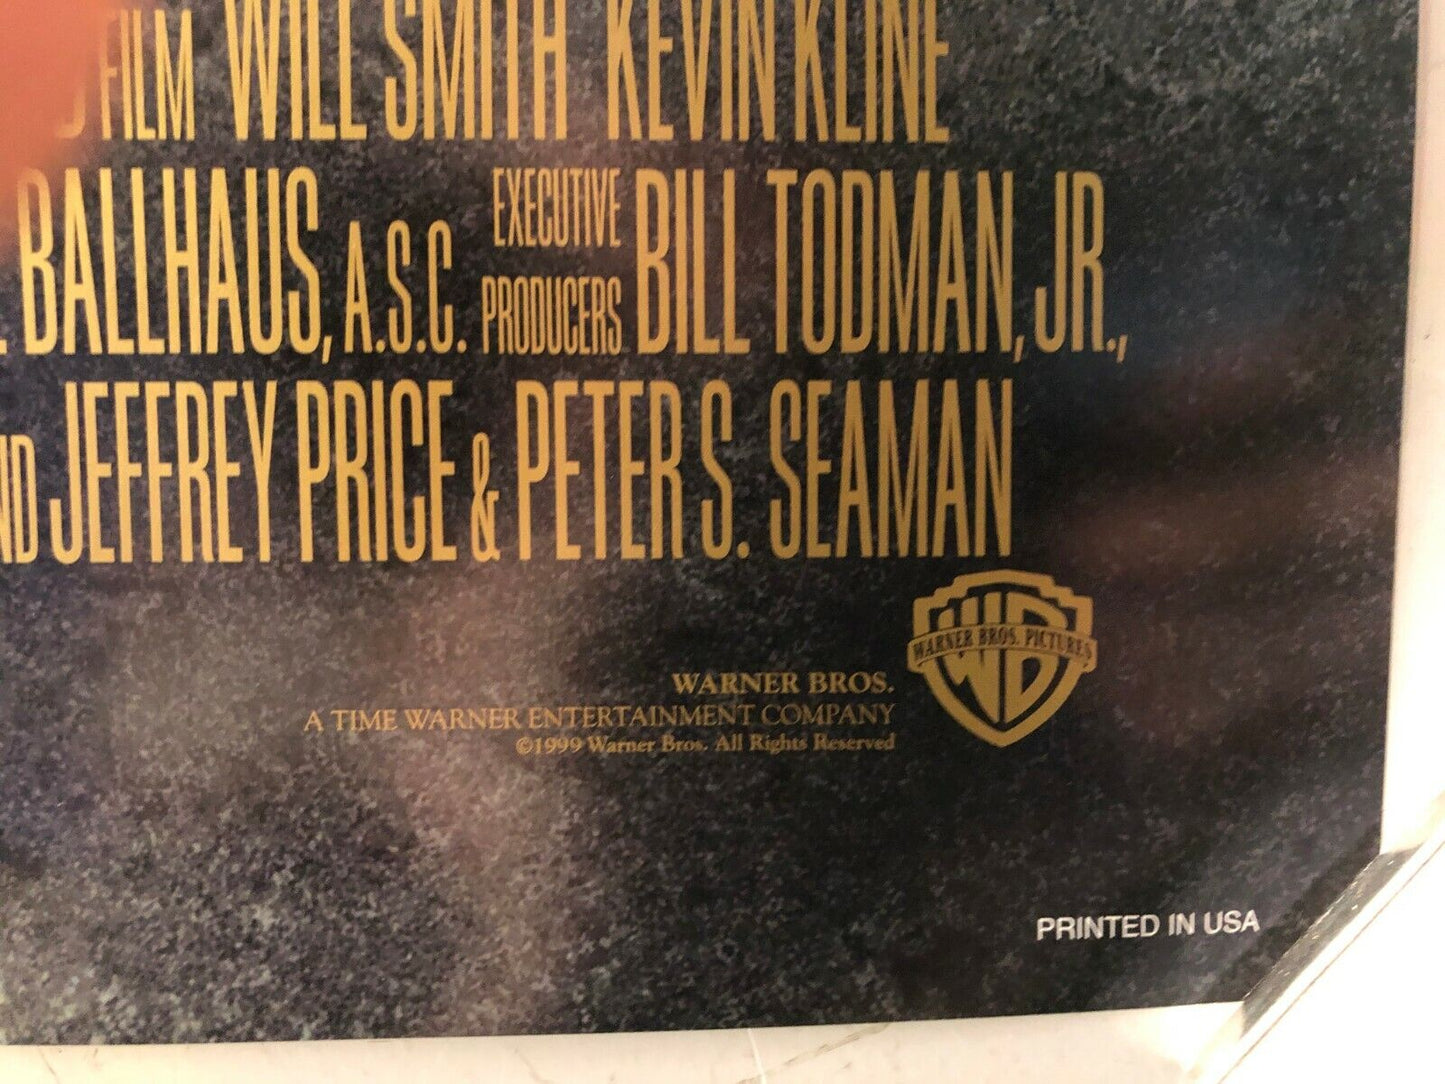 FILM WILL SMITH KEVIN KLINE
BALLHAUS, A.S.C. EXECUTIVE PRODUCERS BILL TODMAN, JR.,
JEFFREY PRICE & PETER S. SEAMAN
WARNER BROS. PICTURES
WB
WARNER BROS.
A TIME WARNER ENTERTAINMENT COMPANY
©1999 Warner Bros. All Rights Reserved
PRINTED IN USA